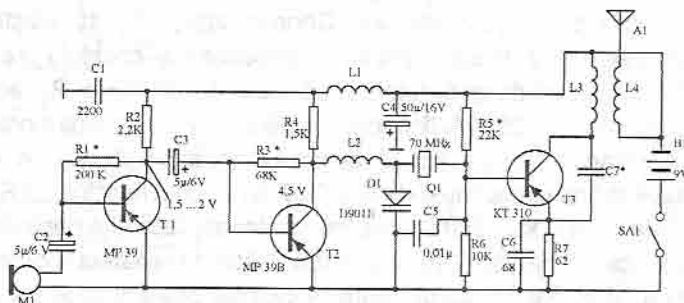 A1
C1
2200
L1
R2
2,2K
R4
1,5K
C4 50µ/16V
R5*
22K
L3
L4
B1
9V
R1*
200 K
C3
5µ/6V
R3*
68K
L2
70 MHz
Q1
C7*
T3
KT 310
1,5 ...2 V
4,5 V
D1
C5
0,01µ
T1
MP 39
T2
MP 39B
C2
5µ/6V
R6
10K
C6
68
R7
62
SA1
M1